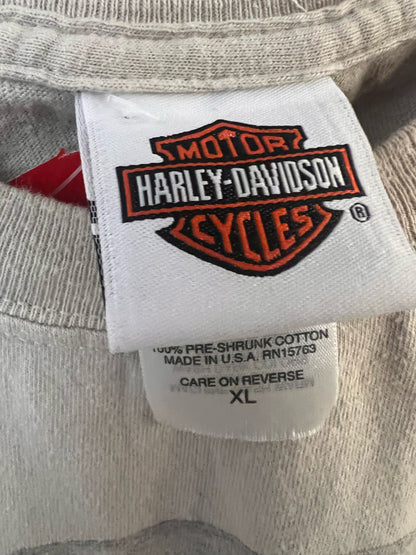 MOTOR
HARLEY-DAVIDSON
CYCLES
®
100% PRE-SHRUNK COTTON
MADE IN U.S.A. RN15763
CARE ON REVERSE
XL